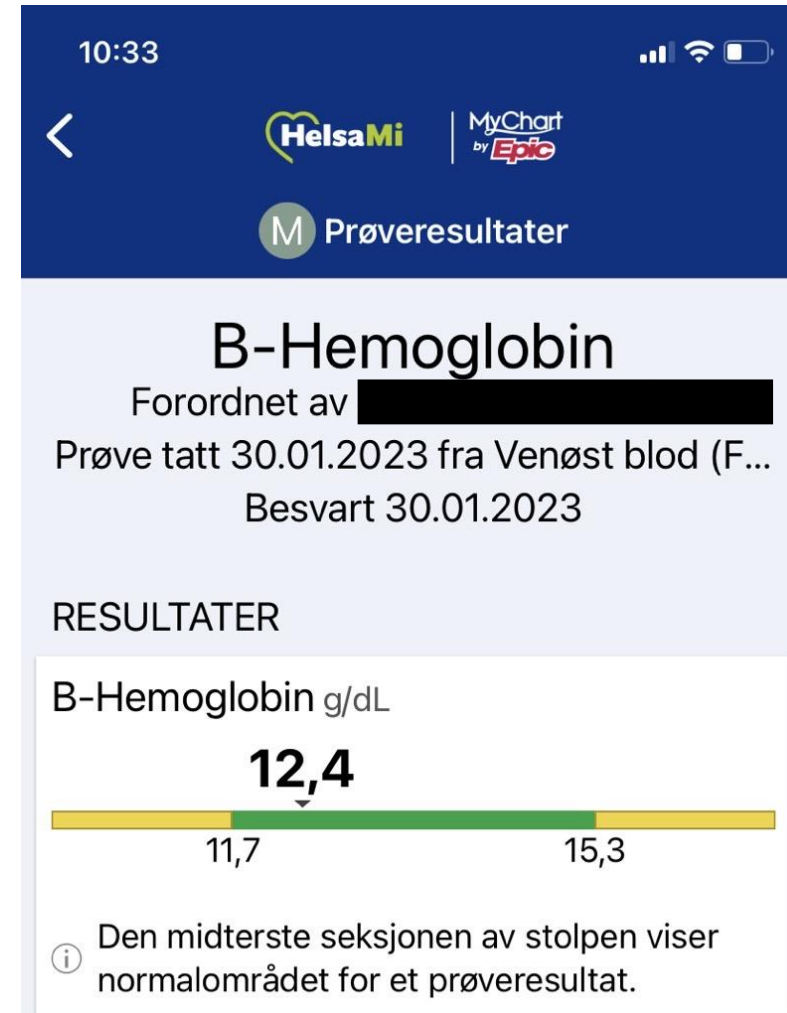 10:33
HelsaMi MyChart
by Epic
M Prøveresultater
B-Hemoglobin
Forordnet av
Prøve tatt 30.01.2023 fra Venøst blod (F...
Besvart 30.01.2023
RESULTATER
B-Hemoglobin g/dL
12,4
11,7 15,3
Den midterste seksjonen av stolpen viser
normalområdet for et prøveresultat.